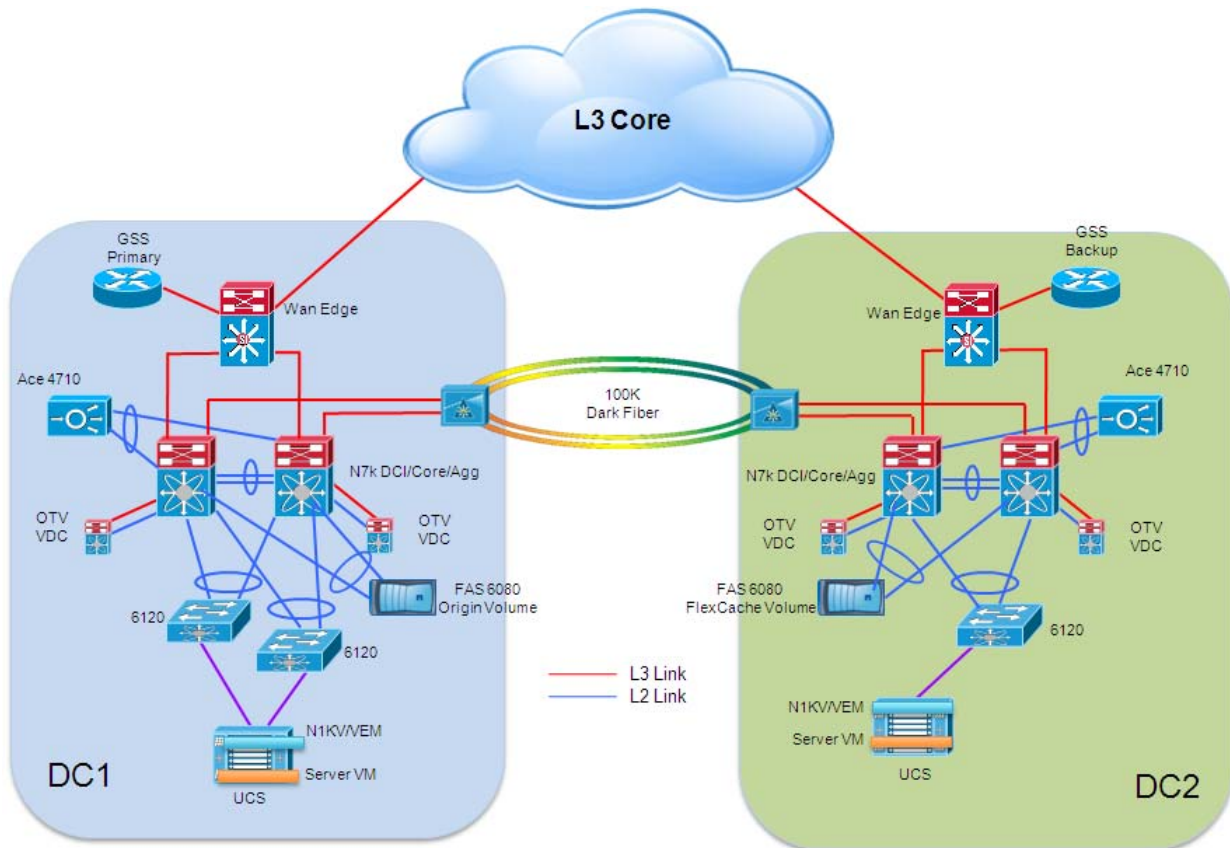 L3 Core
GSS
Primary
Wan Edge
Ace 4710
N7k DCI/Core/Agg
OTV
VDC
OTV
VDC
FAS 6080
Origin Volume
6120
6120
N1KV/VEM
Server VM
UCS
DC1
100K
Dark Fiber
L3 Link
L2 Link
GSS
Backup
Wan Edge
Ace 4710
N7k DCI/Core/Agg
OTV
VDC
OTV
VDC
FAS 6080
FlexCache Volume
6120
N1KV/VEM
Server VM
UCS
DC2